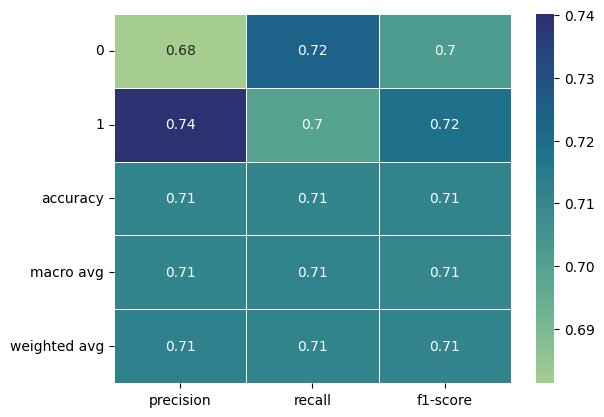 0 0.68 0.72 0.7
1 0.74 0.7 0.72
accuracy 0.71 0.71 0.71
macro avg 0.71 0.71 0.71
weighted avg 0.71 0.71 0.71
precision recall f1-score
0.74
0.73
0.72
0.71
0.70
0.69